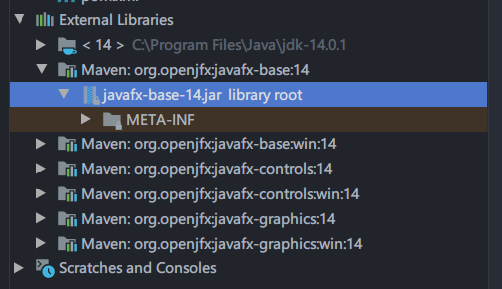 External Libraries
< 14 > C:\Program Files\Java\jdk-14.0.1
Maven: org.openjfx:javafx-base:14
javafx-base-14.jar library root
META-INF
Maven: org.openjfx:javafx-base:win:14
Maven: org.openjfx:javafx-controls:14
Maven: org.openjfx:javafx-controls:win:14
Maven: org.openjfx:javafx-graphics:14
Maven: org.openjfx:javafx-graphics:win:14
Scratches and Consoles